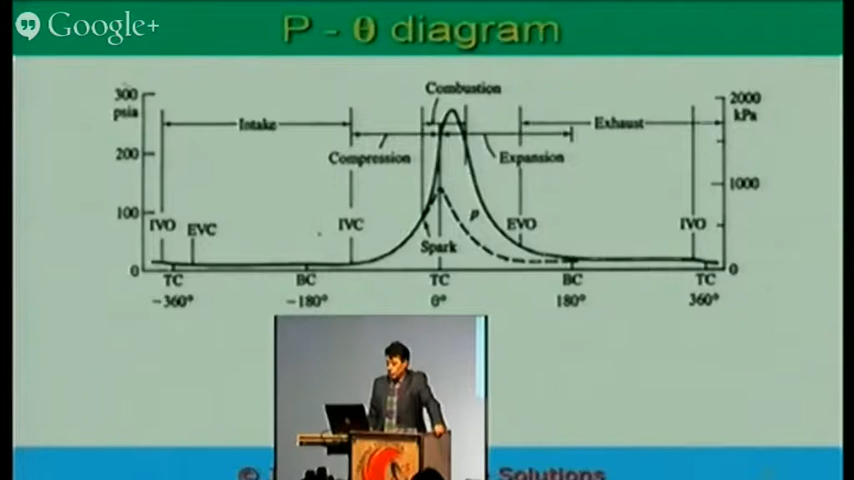 Google+
P - θ diagram
300
psia
200
100
0
2000
kPa
1000
0
Combustion
Intake
Exhaust
Compression
Expansion
IVO
EVC
IVC
Spark
p
EVO
IVO
TC
BC
TC
BC
TC
-360°
-180°
0°
180°
360°
©
Solutions